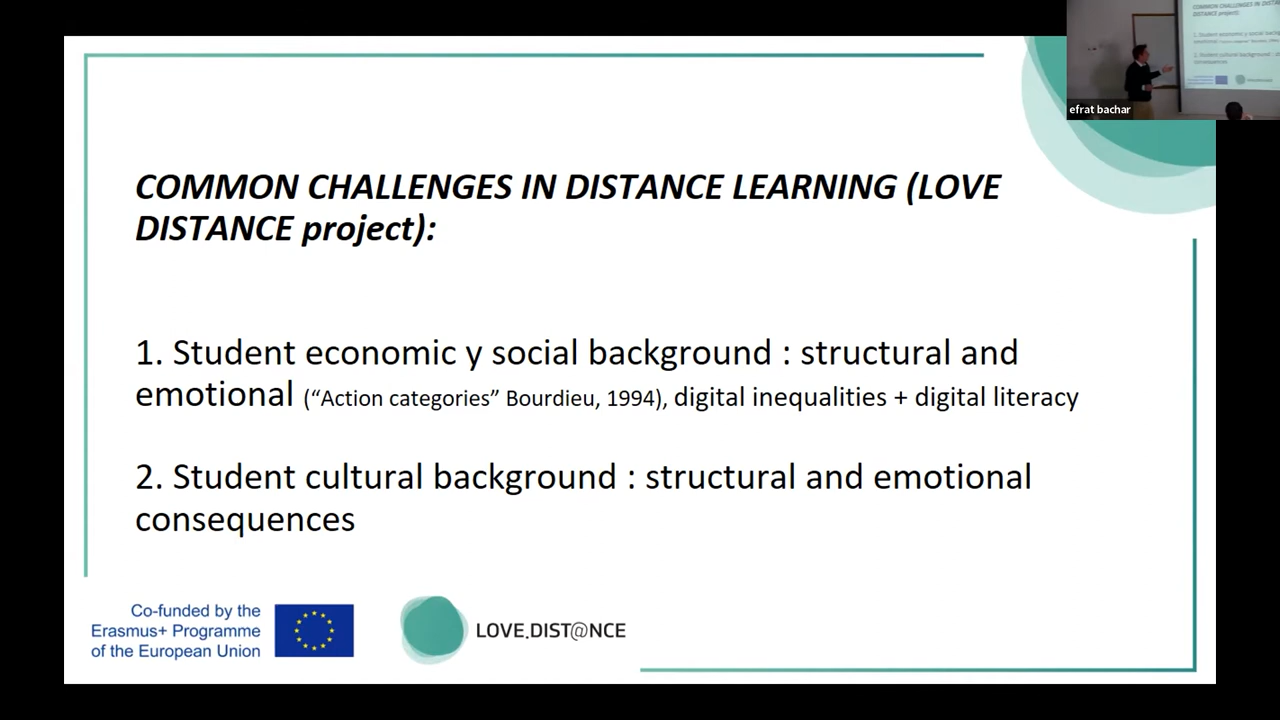 COMMON CHALLENGES IN DISTANCE LEARNING (LOVE
DISTANCE project):
1. Student economic y social background : structural and
emotional (“Action categories” Bourdieu, 1994), digital inequalities + digital literacy
2. Student cultural background : structural and emotional
consequences
Co-funded by the
Erasmus+ Programme
of the European Union
LOVE.DIST@NCE
efrat bachar